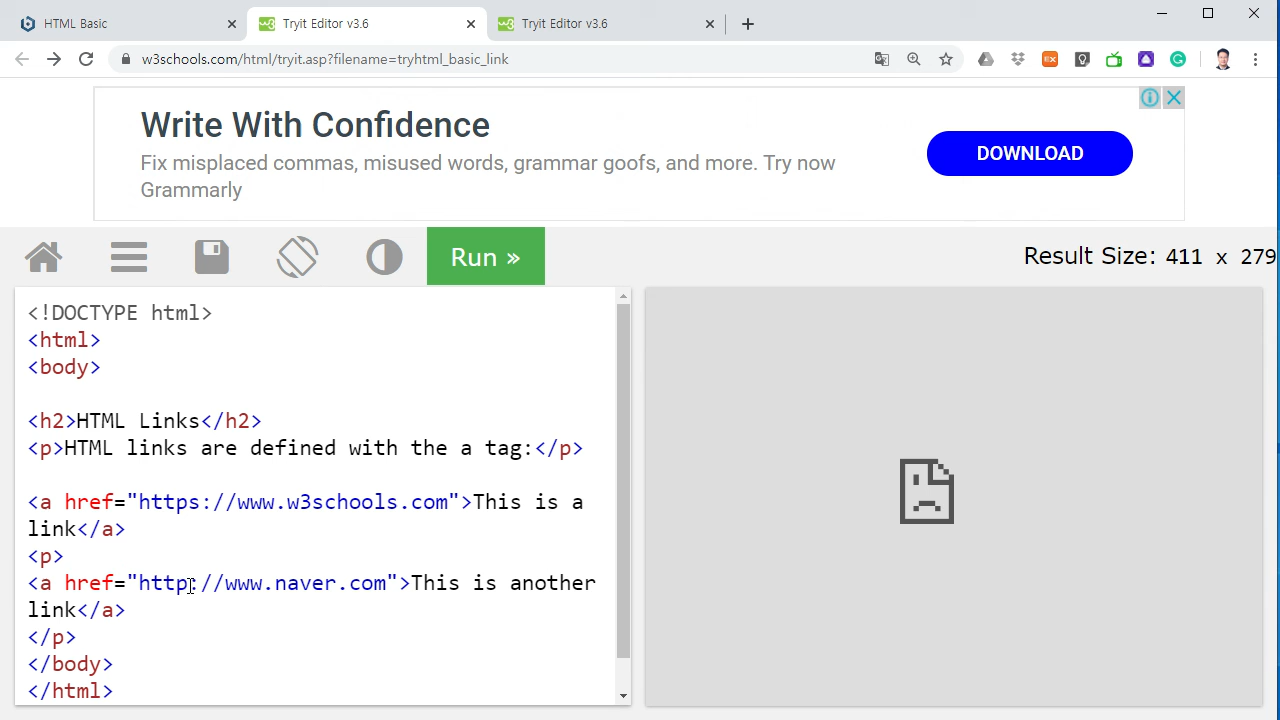 HTML Basic
Tryit Editor v3.6
Tryit Editor v3.6
w3schools.com/html/tryit.asp?filename=tryhtml_basic_link
Write With Confidence
Fix misplaced commas, misused words, grammar goofs, and more. Try now
Grammarly
DOWNLOAD
Run »
Result Size: 411 x 279
<!DOCTYPE html>
<html>
<body>
<h2>HTML Links</h2>
<p>HTML links are defined with the a tag:</p>
<a href="https://www.w3schools.com">This is a
link</a>
<p>
<a href="http://www.naver.com">This is another
link</a>
</p>
</body>
</html>